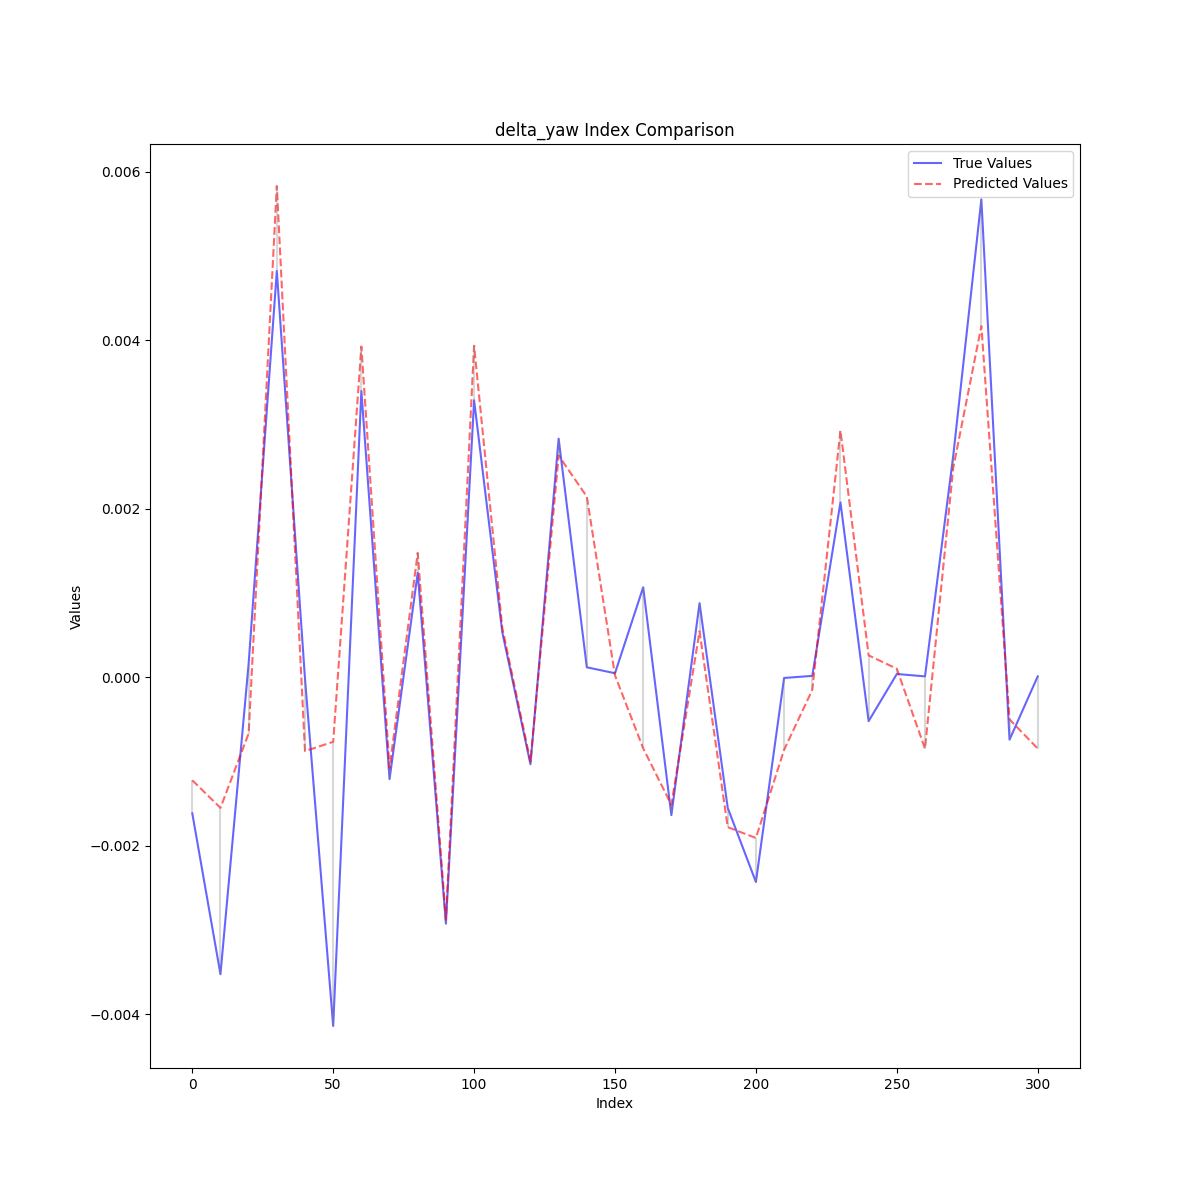 delta_yaw Index Comparison
True Values
Predicted Values
0.006
0.004
0.002
0.000
−0.002
−0.004
Values
0 50 100 150 200 250 300
Index